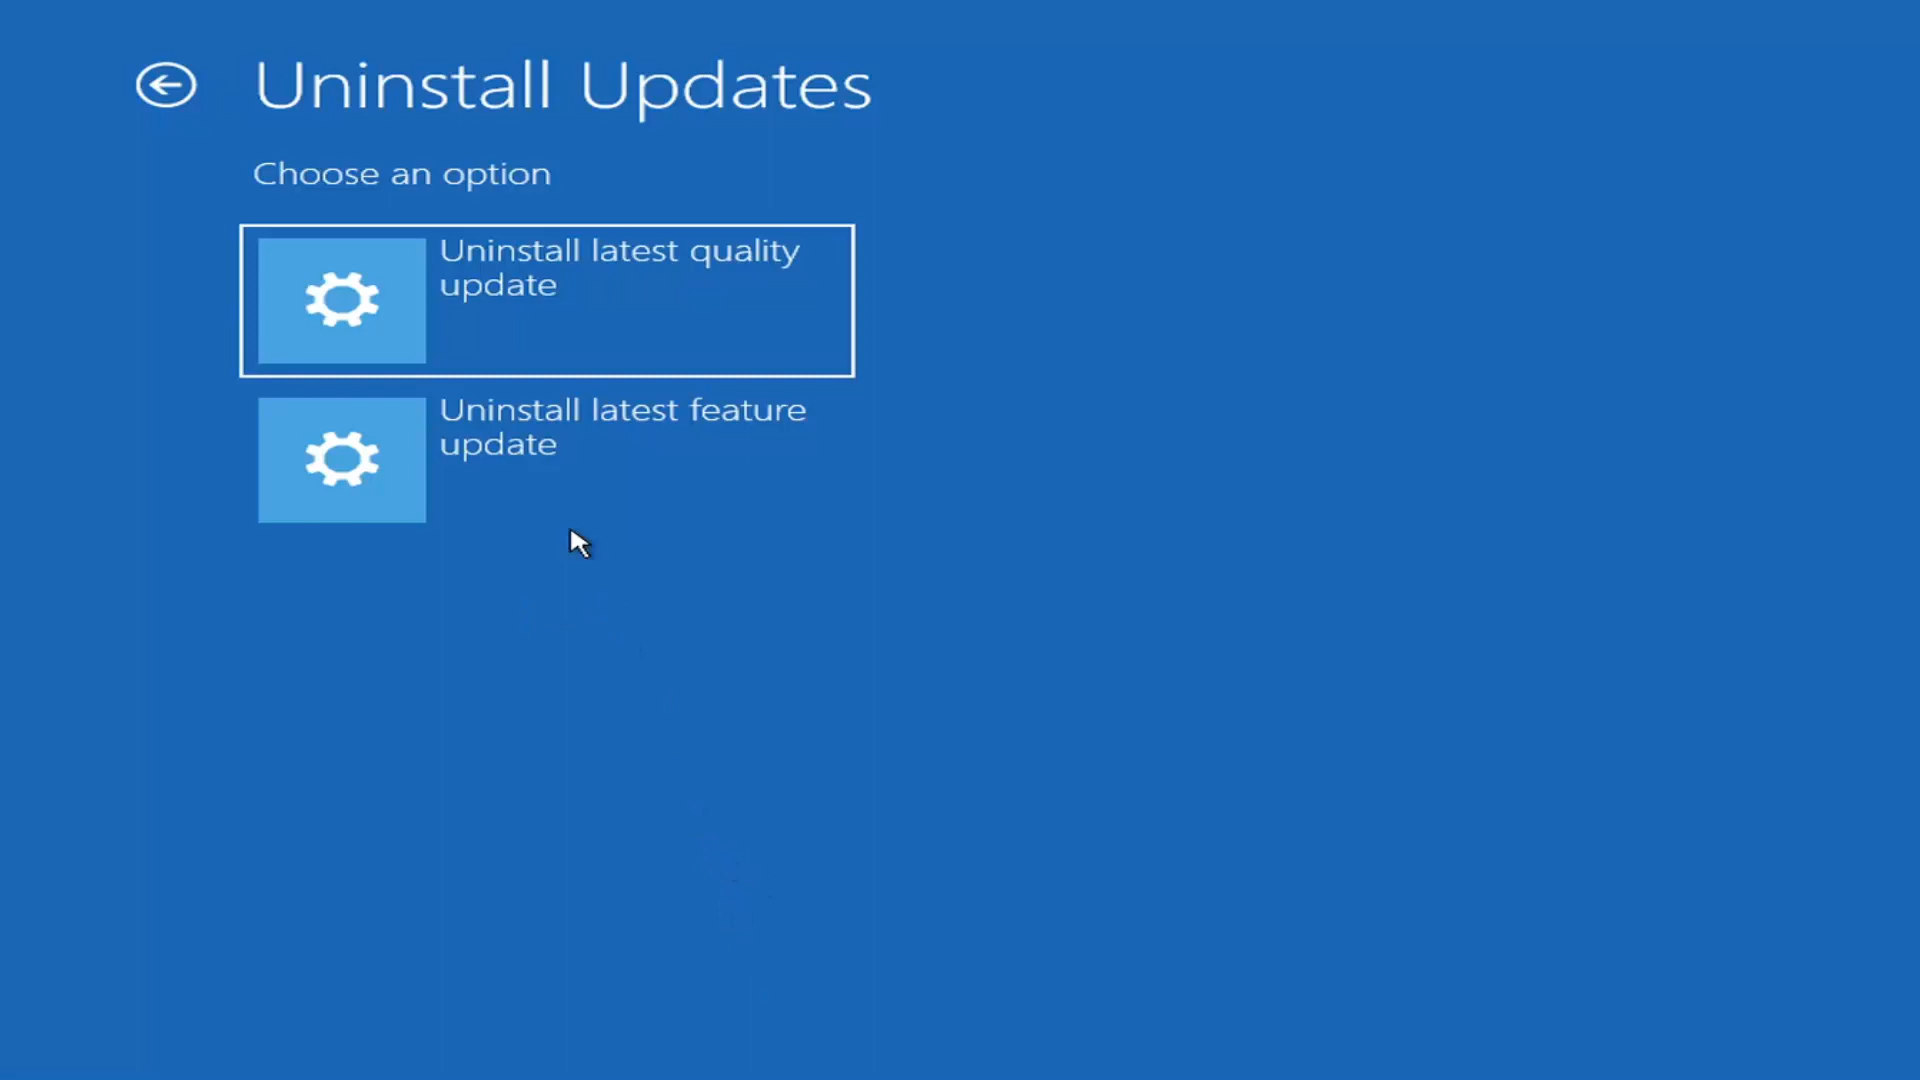 Uninstall Updates
Choose an option
Uninstall latest quality
update
Uninstall latest feature
update